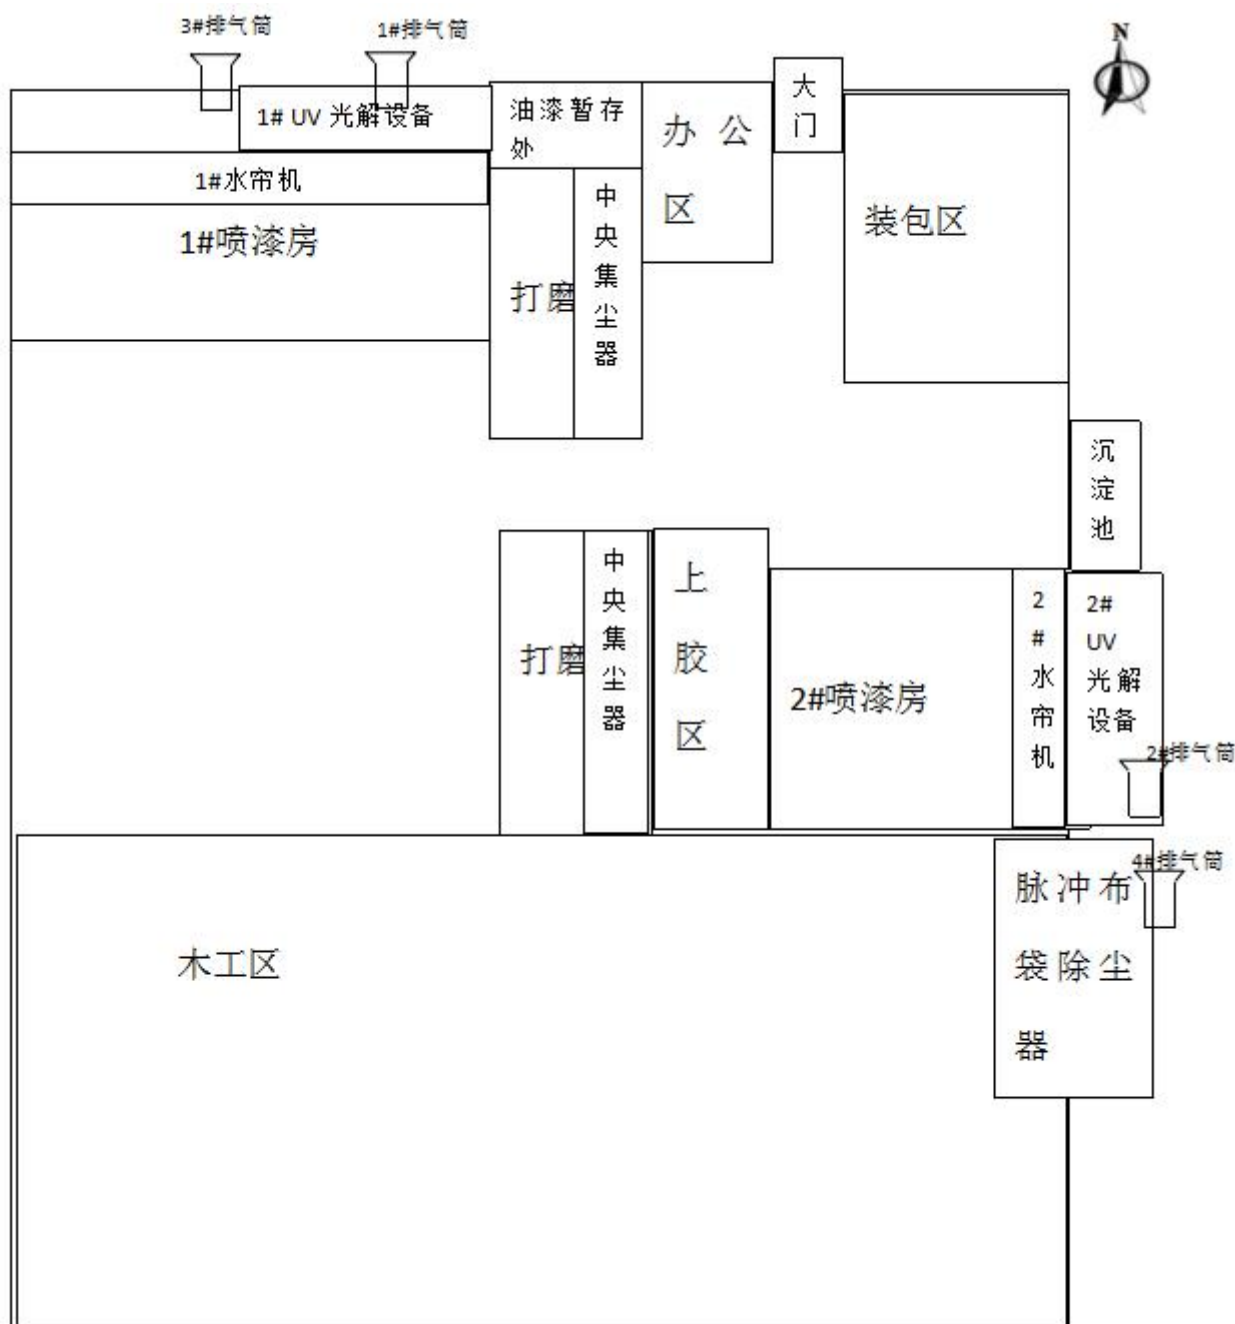 3#排气筒
1#排气筒
N
1# UV 光解设备
油漆暂存
处
办 公
区
大
门
装包区
1#水帘机
1#喷漆房
打磨
中
央
集
尘
器
沉
淀
池
打磨
中
央
集
尘
器
上
胶
区
2#喷漆房
2
#
水
帘
机
2#
UV
光解
设备
2#排气筒
4#排气筒
脉冲布
袋除尘
器
木工区